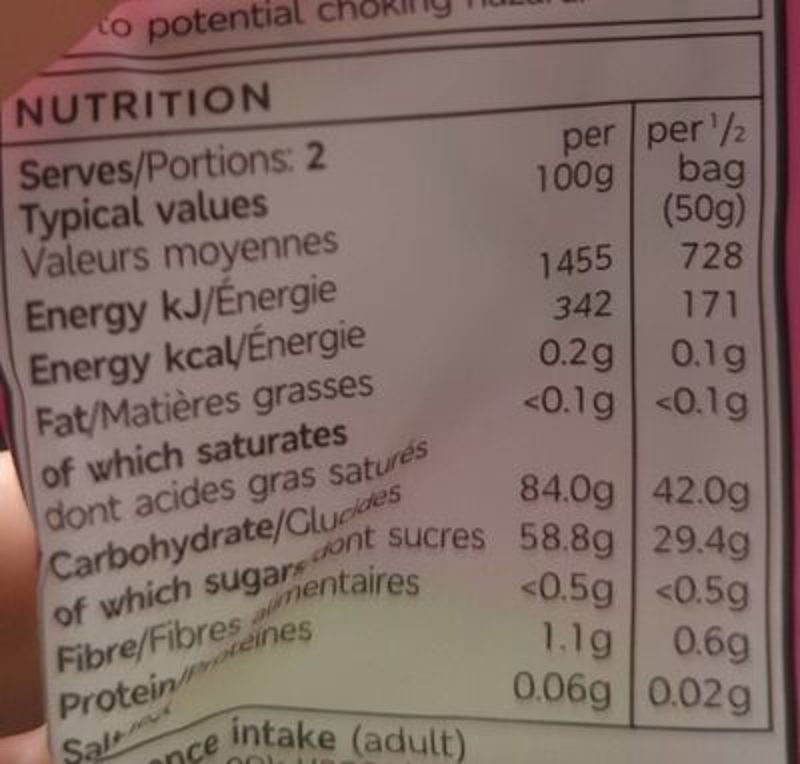 to potential choking
NUTRITION
Serves/Portions: 2 per per ½
Typical values 100g bag
Valeurs moyennes (50g)
Energy kJ/Énergie 1455 728
Energy kcal/Énergie 342 171
Fat/Matières grasses 0.2g 0.1g
of which saturates <0.1g <0.1g
dont acides gras saturés
Carbohydrate/Glucides 84.0g 42.0g
of which sugars dont sucres 58.8g 29.4g
Fibre/Fibres alimentaires <0.5g <0.5g
Protein/Protéines 1.1g 0.6g
Salt 0.06g 0.02g
intake (adult)